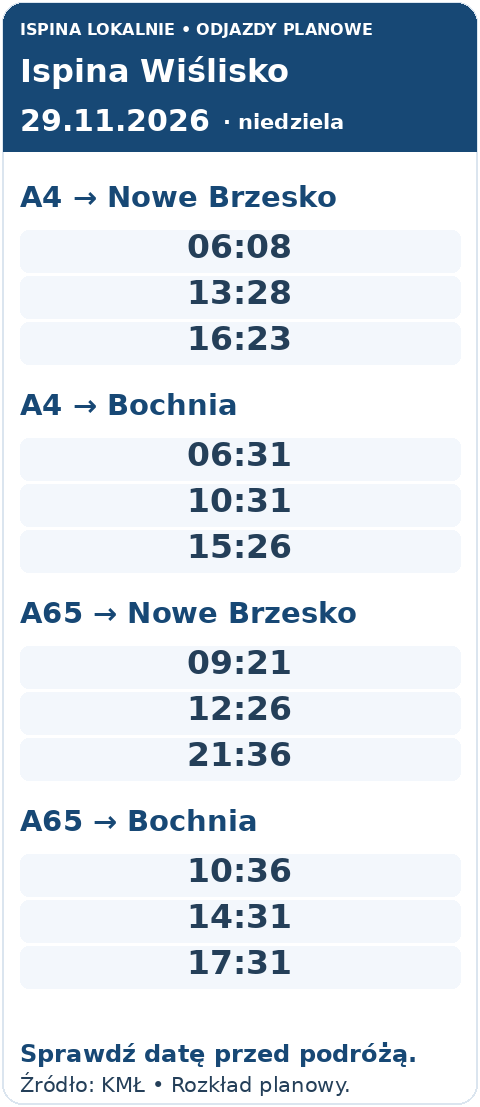 ISPINA LOKALNIE • ODJAZDY PLANOWE
Ispina Wiślisko
29.11.2026 · niedziela
A4 → Nowe Brzesko
06:08
13:28
16:23
A4 → Bochnia
06:31
10:31
15:26
A65 → Nowe Brzesko
09:21
12:26
21:36
A65 → Bochnia
10:36
14:31
17:31
Sprawdź datę przed podróżą.
Źródło: KMŁ • Rozkład planowy.